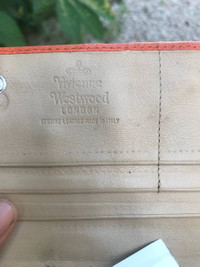 Vivienne
Westwood
LONDON
GENUINE LEATHER MADE IN ITALY